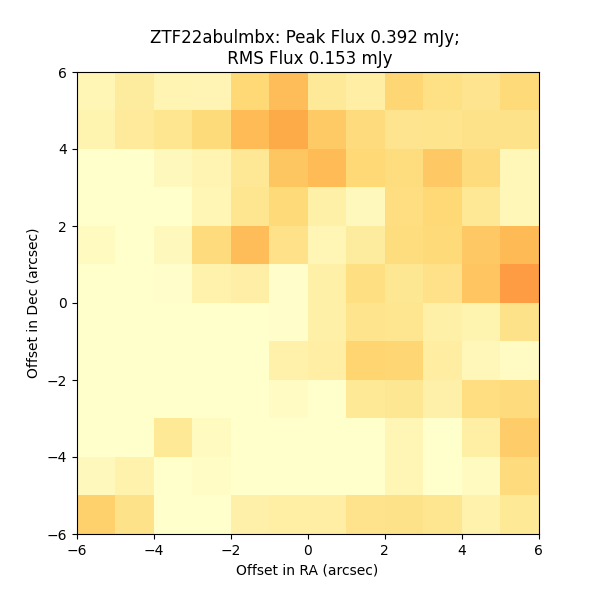 ZTF22abulmbx: Peak Flux 0.392 mJy;
RMS Flux 0.153 mJy
6
4
2
0
−2
−4
−6
Offset in Dec (arcsec)
−6 −4 −2 0 2 4 6
Offset in RA (arcsec)